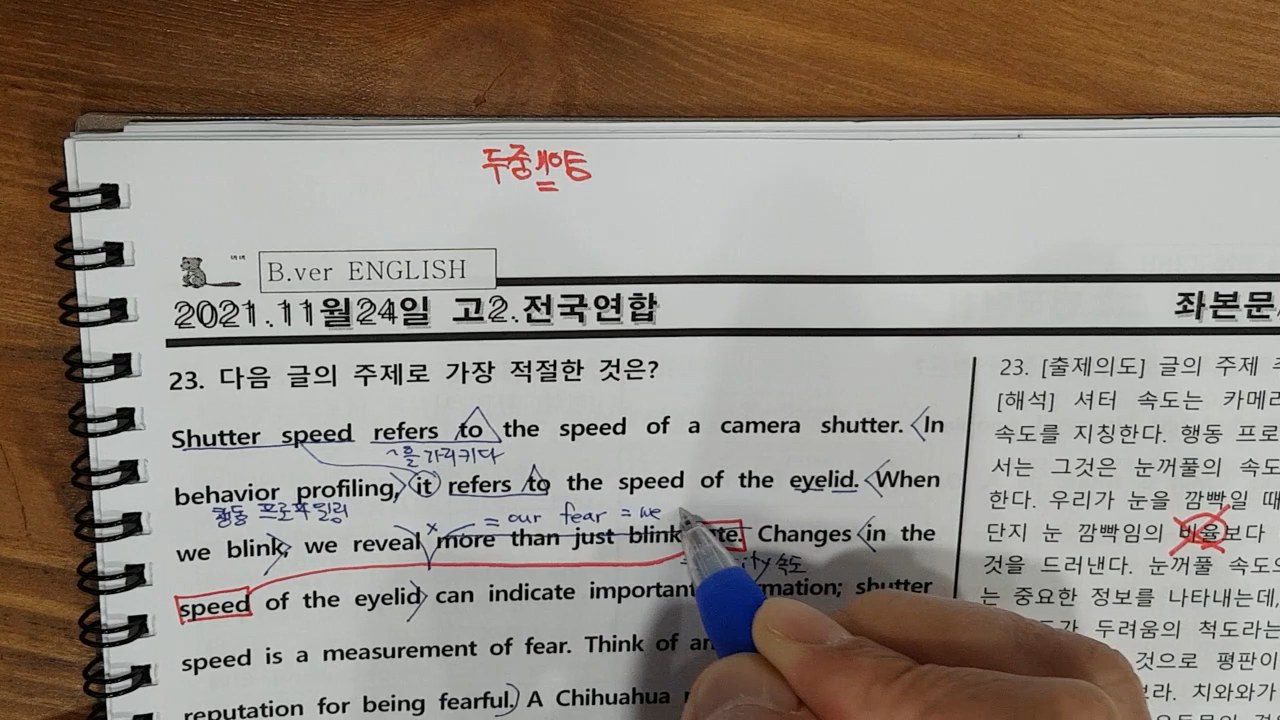 두중세이등
B.ver ENGLISH
2021.11월24일 고2.전국연합
좌본문
23. 다음 글의 주제로 가장 적절한 것은?
Shutter speed refers to the speed of a camera shutter. In
~를 가리키다
behavior profiling, it refers to the speed of the eyelid. When
행동 프로파일링
= our fear = we
we blink, we reveal more than just blink Changes in the
속도
speed of the eyelid can indicate important shutter
speed is a measurement of fear. Think of
reputation for being fearful. A Chihuahua
23. [출제의도] 글의 주제
[해석] 셔터 속도는 카메라
속도를 지칭한다. 행동 프로
서는 그것은 눈꺼풀의 속도
한다. 우리가 눈을 깜빡일 때
단지 눈 깜빡임의 비율보다
것을 드러낸다. 눈꺼풀 속도
는 중요한 정보를 나타내는데,
두려움의 척도라는
것으로 평판이
치와와가